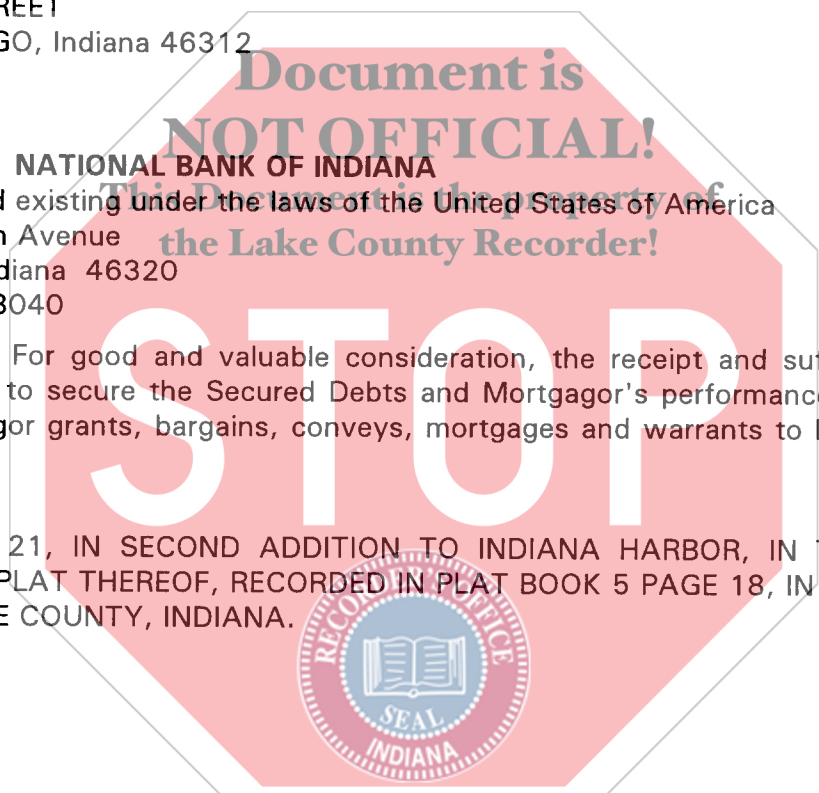 REET
GO, Indiana 46312
Document is
NOT OFFICIAL!
NATIONAL BANK OF INDIANA
This Document is the property of
d existing under the laws of the United States of America
n Avenue
the Lake County Recorder!
diana 46320
3040
STOP
For good and valuable consideration, the receipt and suf
to secure the Secured Debts and Mortgagor's performance
gor grants, bargains, conveys, mortgages and warrants to
21, IN SECOND ADDITION TO INDIANA HARBOR, IN
PLAT THEREOF, RECORDED IN PLAT BOOK 5 PAGE 18, IN
E COUNTY, INDIANA.
RECORDER OFFICE
SEAL
INDIANA